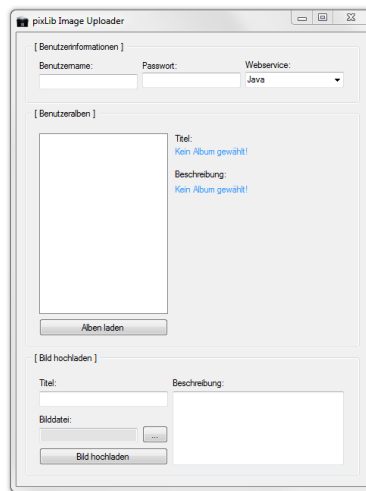 pixLib Image Uploader
[ Benutzerinformationen ]
Benutzername: Passwort: Webservice:
Java
[ Benutzeralben ]
Titel:
Kein Album gewählt!
Beschreibung:
Kein Album gewählt!
Alben laden
[ Bild hochladen ]
Titel: Beschreibung:
Bilddatei:
...
Bild hochladen